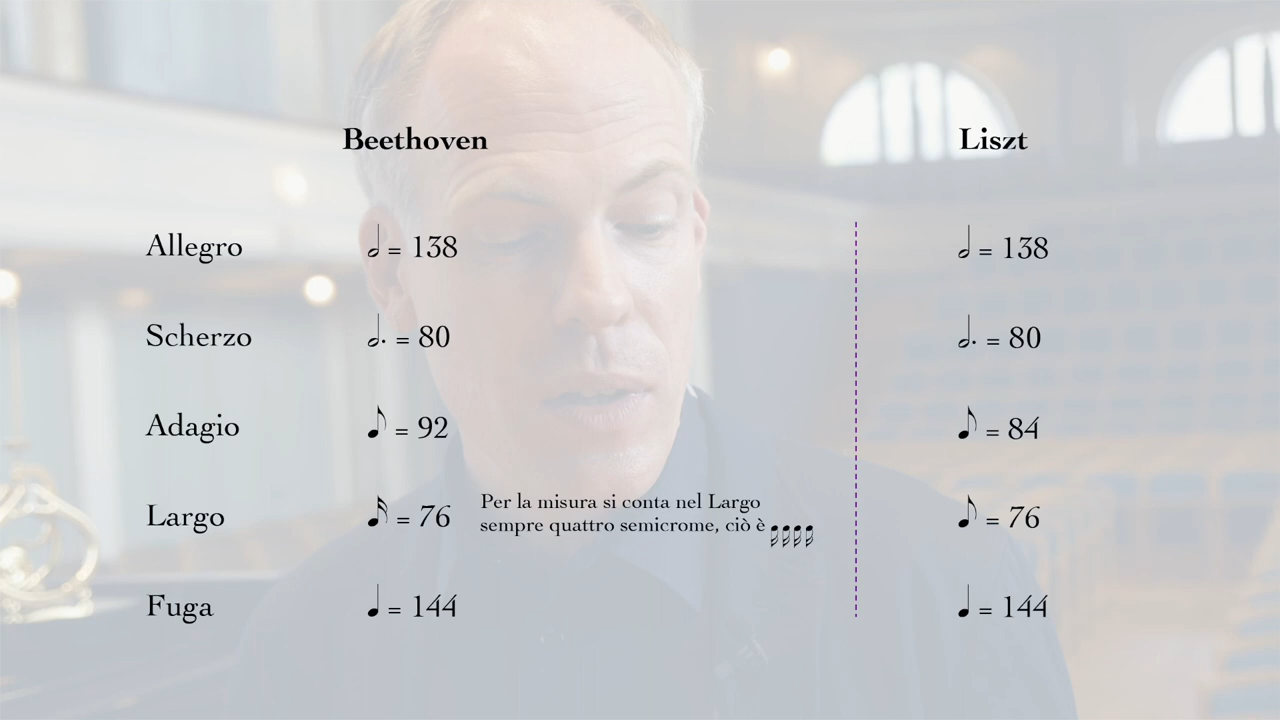 Beethoven Liszt
Allegro 𝅗𝅥 = 138 𝅗𝅥 = 138
Scherzo 𝅗𝅥. = 80 𝅗𝅥. = 80
Adagio ♪ = 92 ♪ = 84
Largo 𝅘𝅥𝅯 = 76 Per la misura si conta nel Largo ♪ = 76
sempre quattro semicrome, ciò è 𝅘𝅥𝅯𝅘𝅥𝅯𝅘𝅥𝅯𝅘𝅥𝅯
Fuga ♩ = 144 ♩ = 144